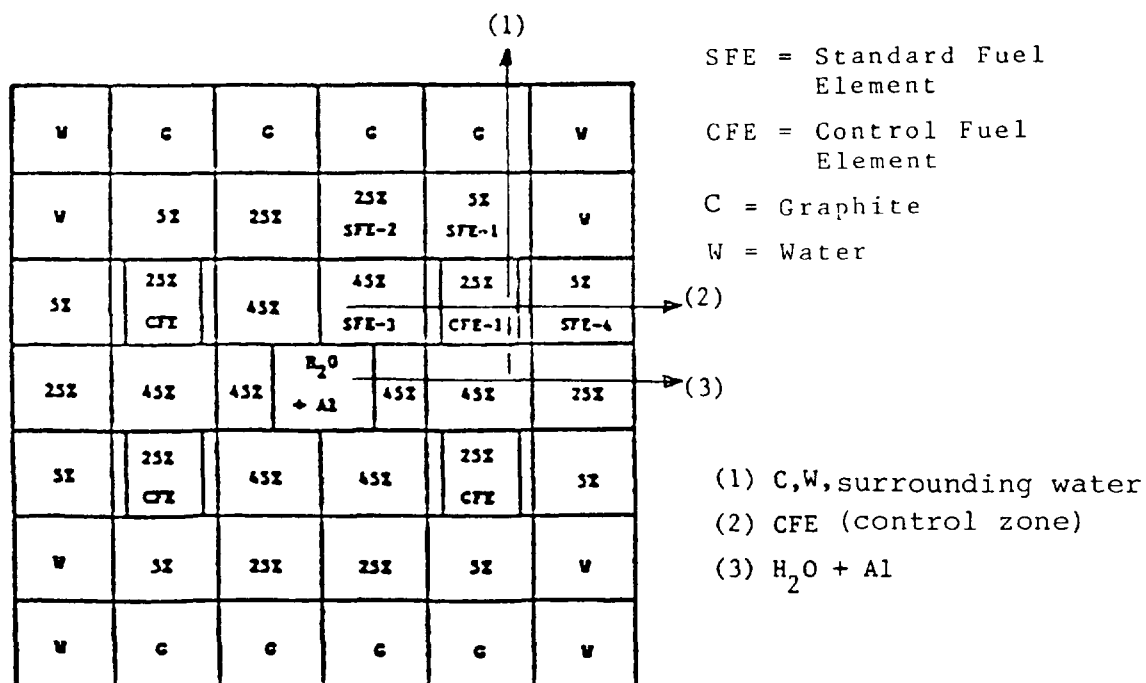 (1)
SFE = Standard Fuel
Element
CFE = Control Fuel
Element
C = Graphite
W = Water
W C C C C W
W 5% 25% 25% 5% W
SFE-2 SFE-1
5% 25% 45% 45% 25% 5%
CFE SFE-3 CFE-1 SFE-4
(2)
25% 45% 45% H2O 45% 45% 25%
+ Al
(3)
5% 25% 45% 45% 25% 5%
CFE CFE
W 5% 25% 25% 5% W
W C C C C W
(1) C,W,surrounding water
(2) CFE (control zone)
(3) H2O + Al